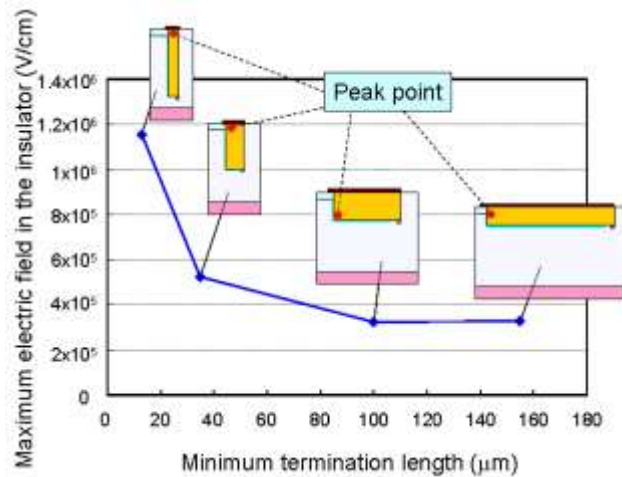 Maximum electric field in the insulator (V/cm)
1.4x10⁶
1.2x10⁶
1x10⁶
8x10⁵
6x10⁵
4x10⁵
2x10⁵
0
Peak point
0 20 40 60 80 100 120 140 160 180
Minimum termination length (μm)